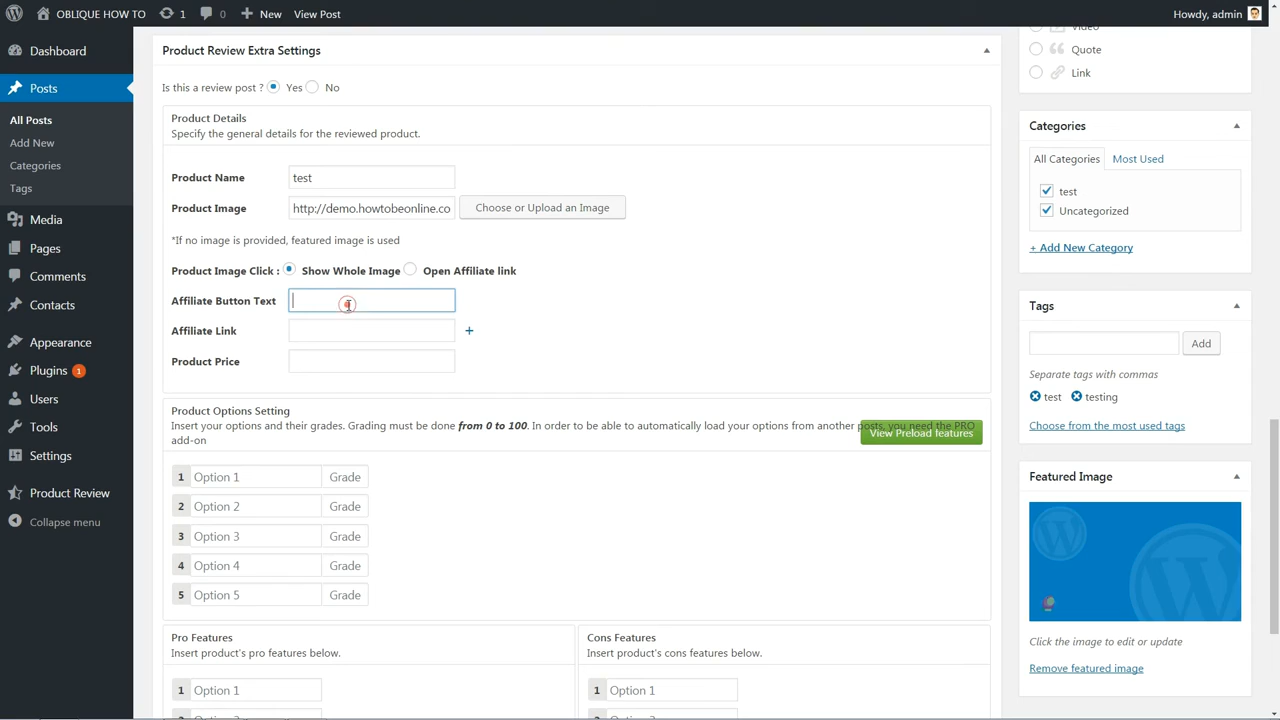 OBLIQUE HOW TO
1
0
New
View Post
Howdy, admin
Dashboard
Posts
All Posts
Add New
Categories
Tags
Media
Pages
Comments
Contacts
Appearance
Plugins 1
Users
Tools
Settings
Product Review
Collapse menu
Product Review Extra Settings
Is this a review post ? Yes No
Product Details
Specify the general details for the reviewed product.
Product Name test
Product Image http://demo.howtobeonline.co Choose or Upload an Image
*If no image is provided, featured image is used
Product Image Click : Show Whole Image Open Affiliate link
Affiliate Button Text
Affiliate Link +
Product Price
Product Options Setting
Insert your options and their grades. Grading must be done from 0 to 100. In order to be able to automatically load your options from another posts, you need the PRO
add-on
View Preload features
1 Option 1 Grade
2 Option 2 Grade
3 Option 3 Grade
4 Option 4 Grade
5 Option 5 Grade
Pro Features
Insert product's pro features below.
1 Option 1
Cons Features
Insert product's cons features below.
1 Option 1
Video
Quote
Link
Categories
All Categories Most Used
test
Uncategorized
+ Add New Category
Tags
Add
Separate tags with commas
test testing
Choose from the most used tags
Featured Image
Click the image to edit or update
Remove featured image